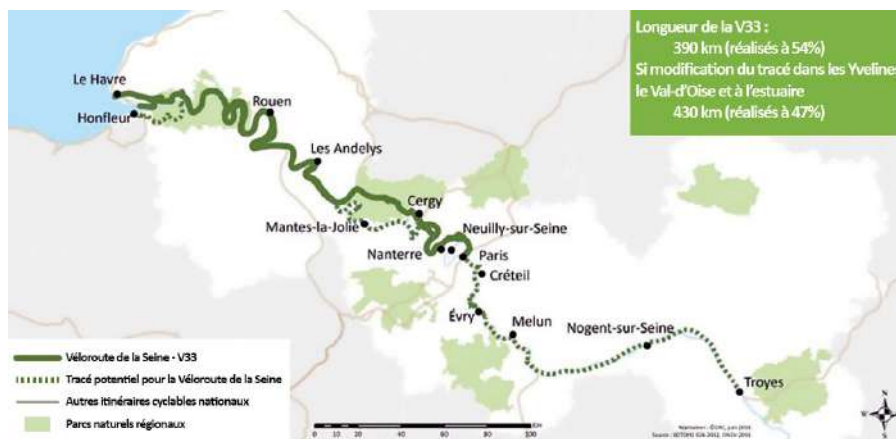 Longueur de la V33 :
390 km (réalisés à 54%)
Si modification du tracé dans les Yvelines
le Val-d'Oise et à l'estuaire
430 km (réalisés à 47%)
Le Havre
Honfleur
Rouen
Les Andelys
Cergy
Mantes-la-Jolie
Neuilly-sur-Seine
Nanterre
Paris
Créteil
Évry
Melun
Nogent-sur-Seine
Troyes
Véloroute de la Seine - V33
Tracé potentiel pour la Véloroute de la Seine
Autres itinéraires cyclables nationaux
Parcs naturels régionaux
0 20 40 60 80 100
N